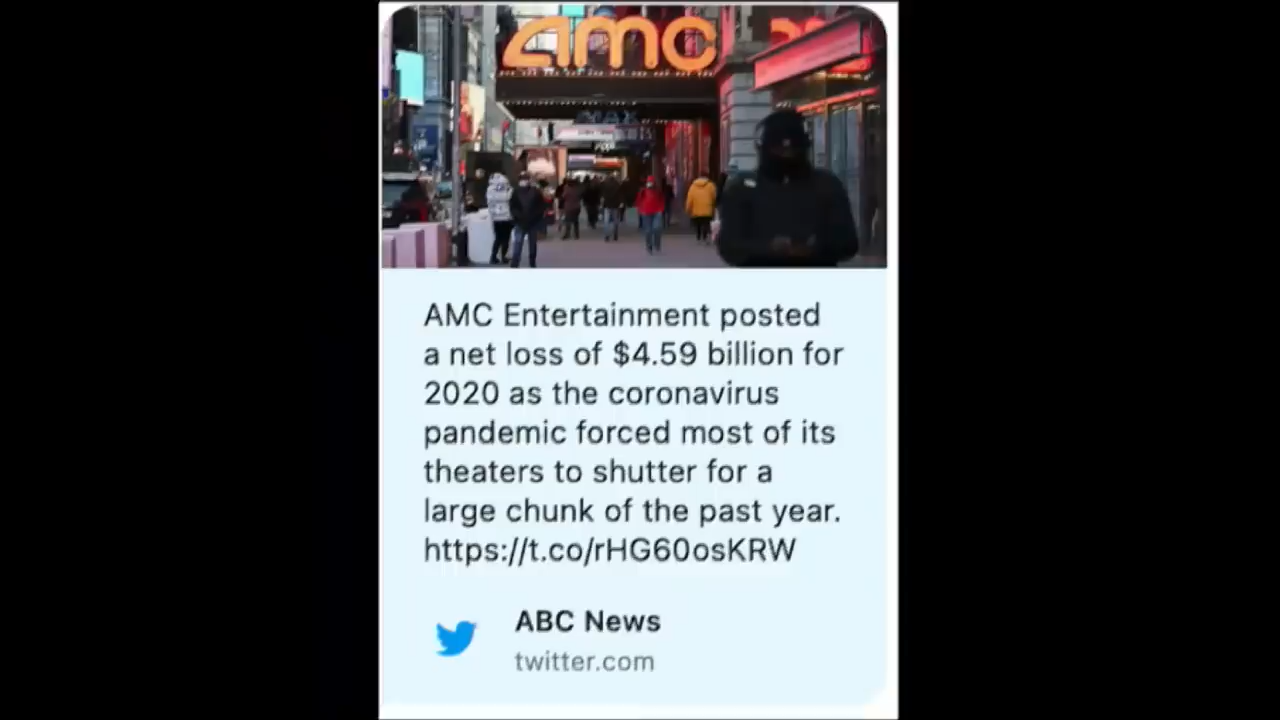 amc
AMC Entertainment posted
a net loss of $4.59 billion for
2020 as the coronavirus
pandemic forced most of its
theaters to shutter for a
large chunk of the past year.
https://t.co/rHG60osKRW
ABC News
twitter.com